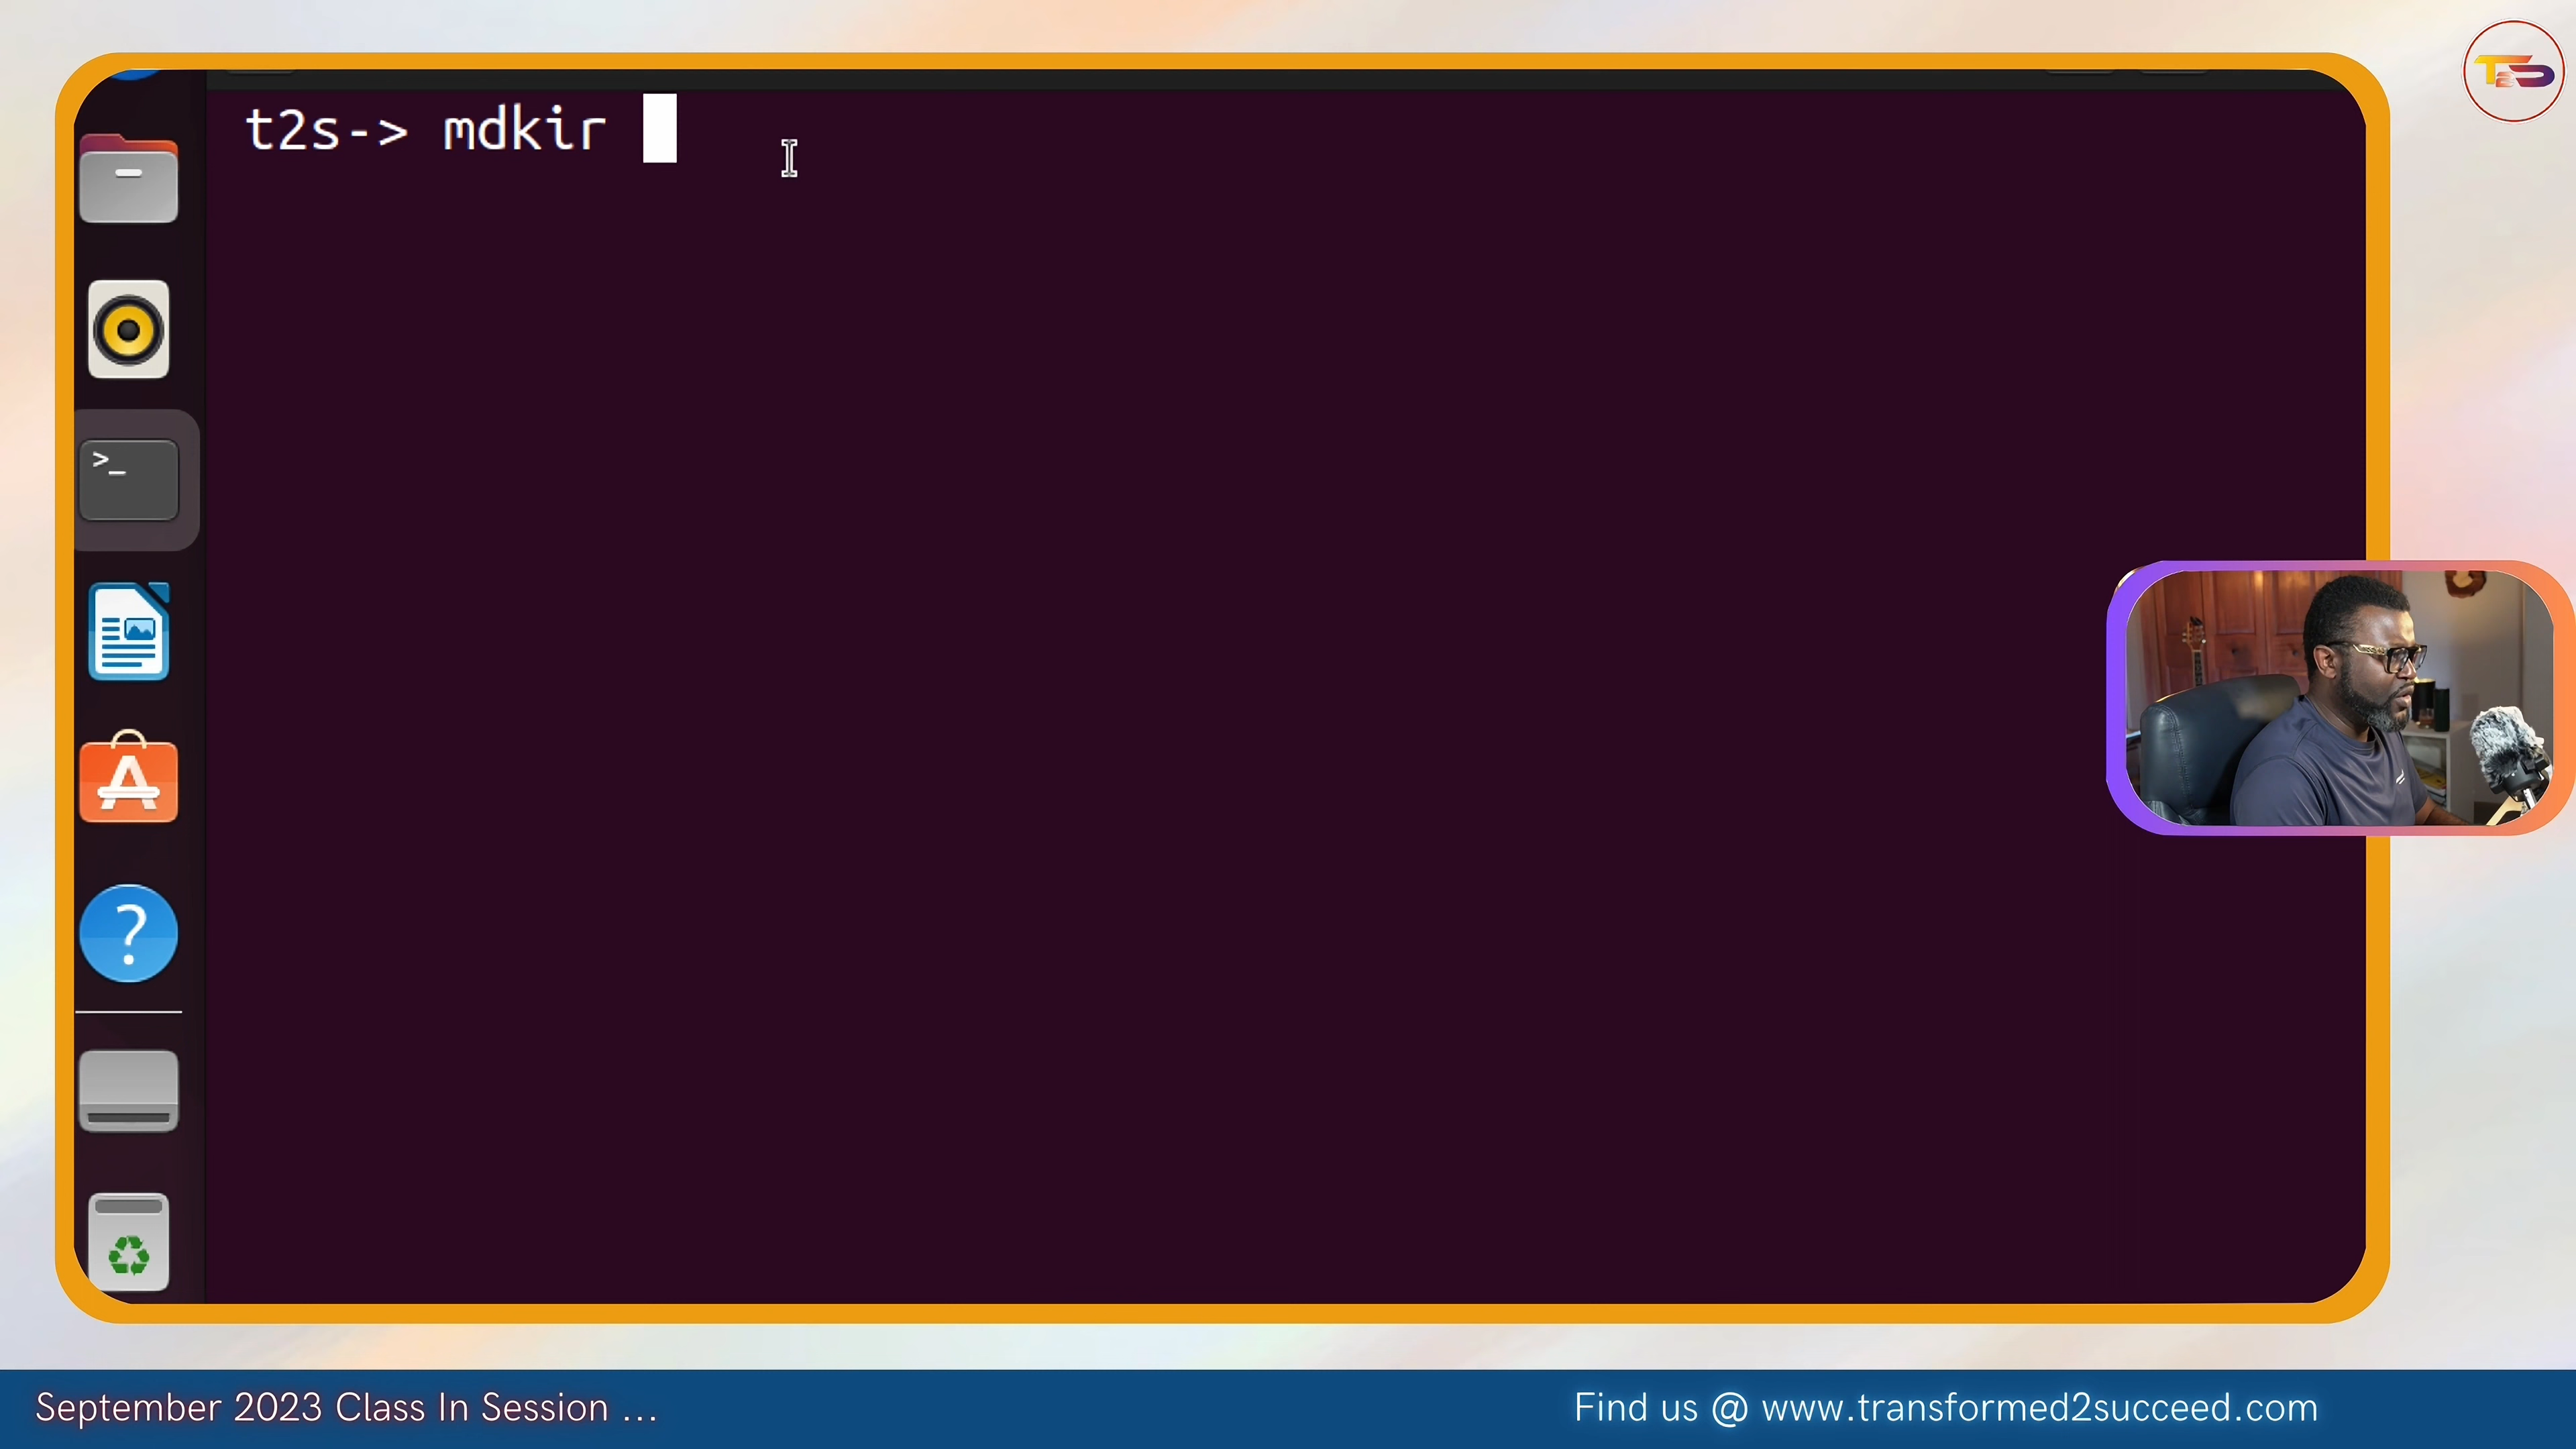 t2s-> mdkir
>_
?
September 2023 Class In Session ...
Find us @ www.transformed2succeed.com